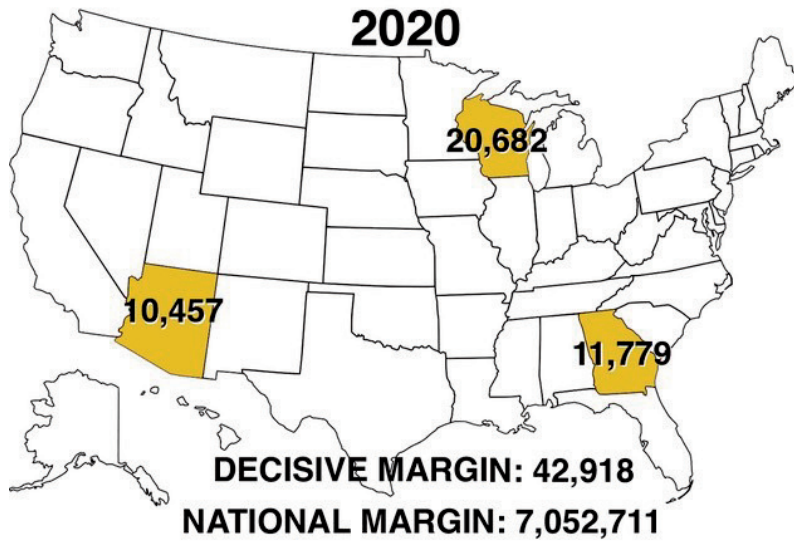 2020
20,682
10,457
11,779
DECISIVE MARGIN: 42,918
NATIONAL MARGIN: 7,052,711